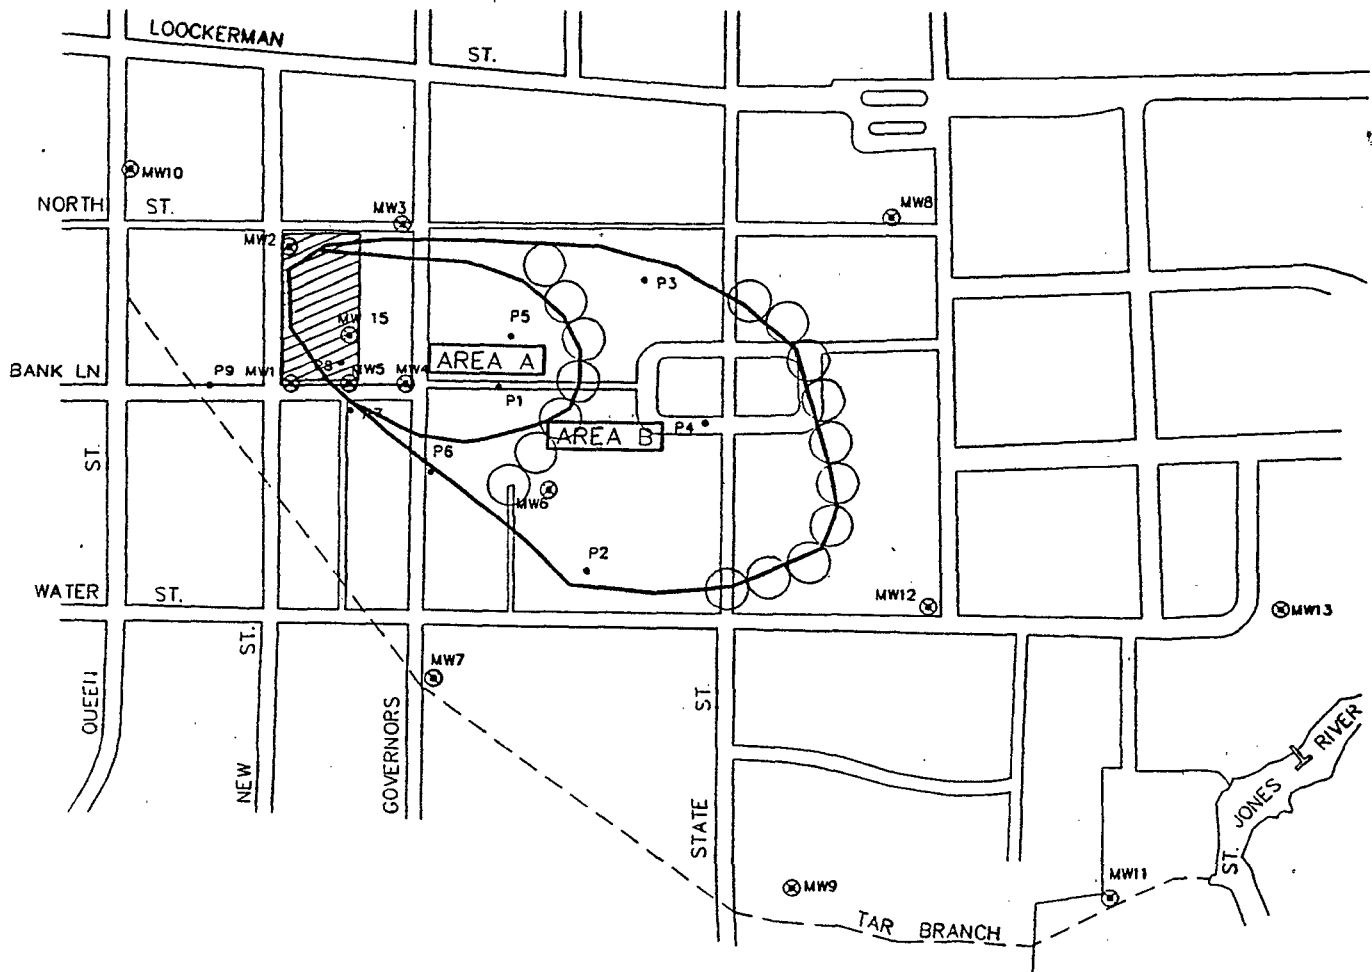 LOOCKERMAN
ST.
MW10
NORTH ST.
MW3
MW8
MW2
P3
MW 15
P5
AREA A
BANK LN
P9
MW1
P8
MW5
MW4
P1
P7
P4
AREA B
ST.
P6
MW6
P2
WATER ST.
MW12
MW13
ST.
MW7
QUEEN
ST.
GOVERNORS
NEW
STATE
RIVER
JONES
ST.
MW9
MW11
TAR BRANCH